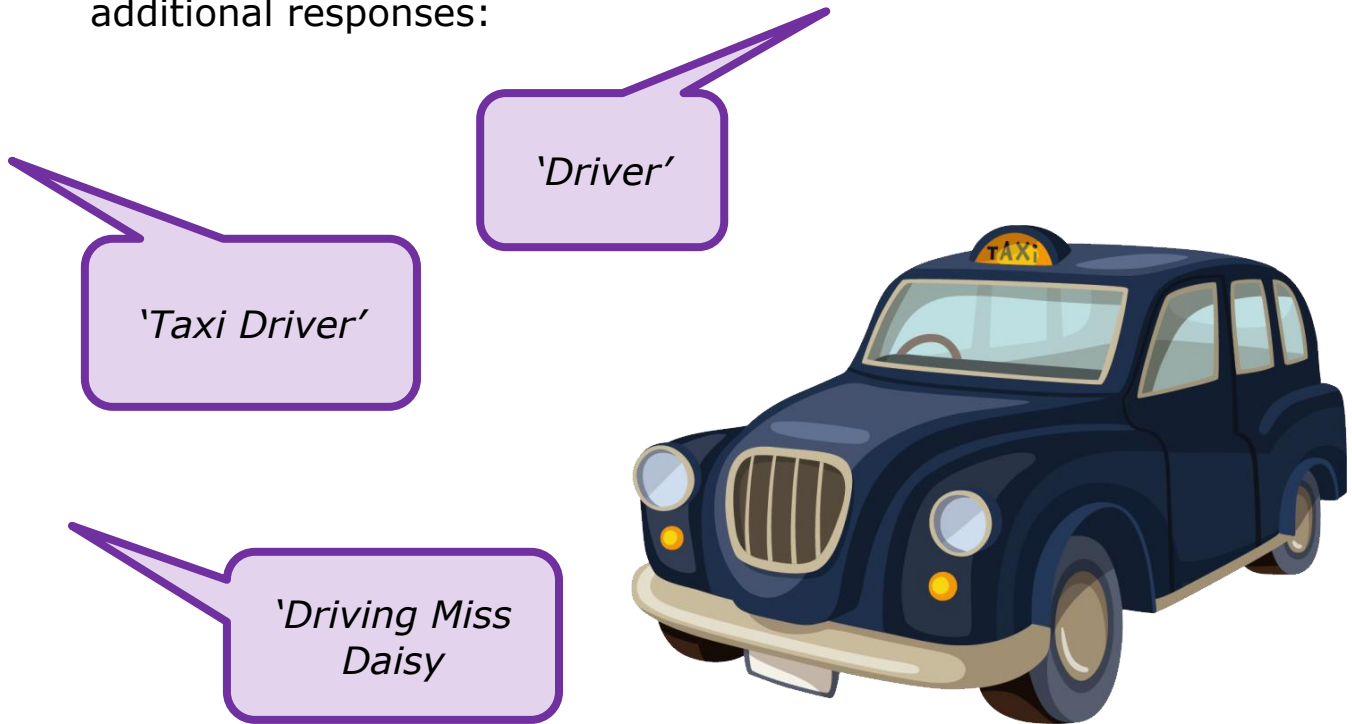 additional responses:
‘Driver’
‘Taxi Driver’
TAXi
‘Driving Miss
Daisy